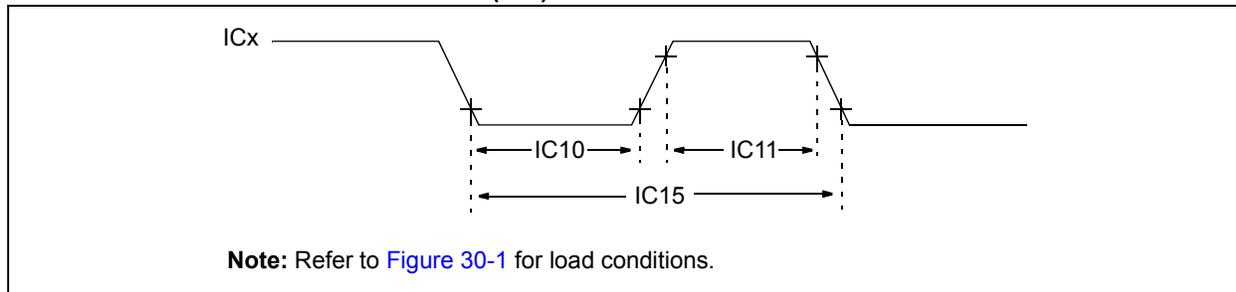 ICx
IC10
IC11
IC15
Note: Refer to Figure 30-1 for load conditions.